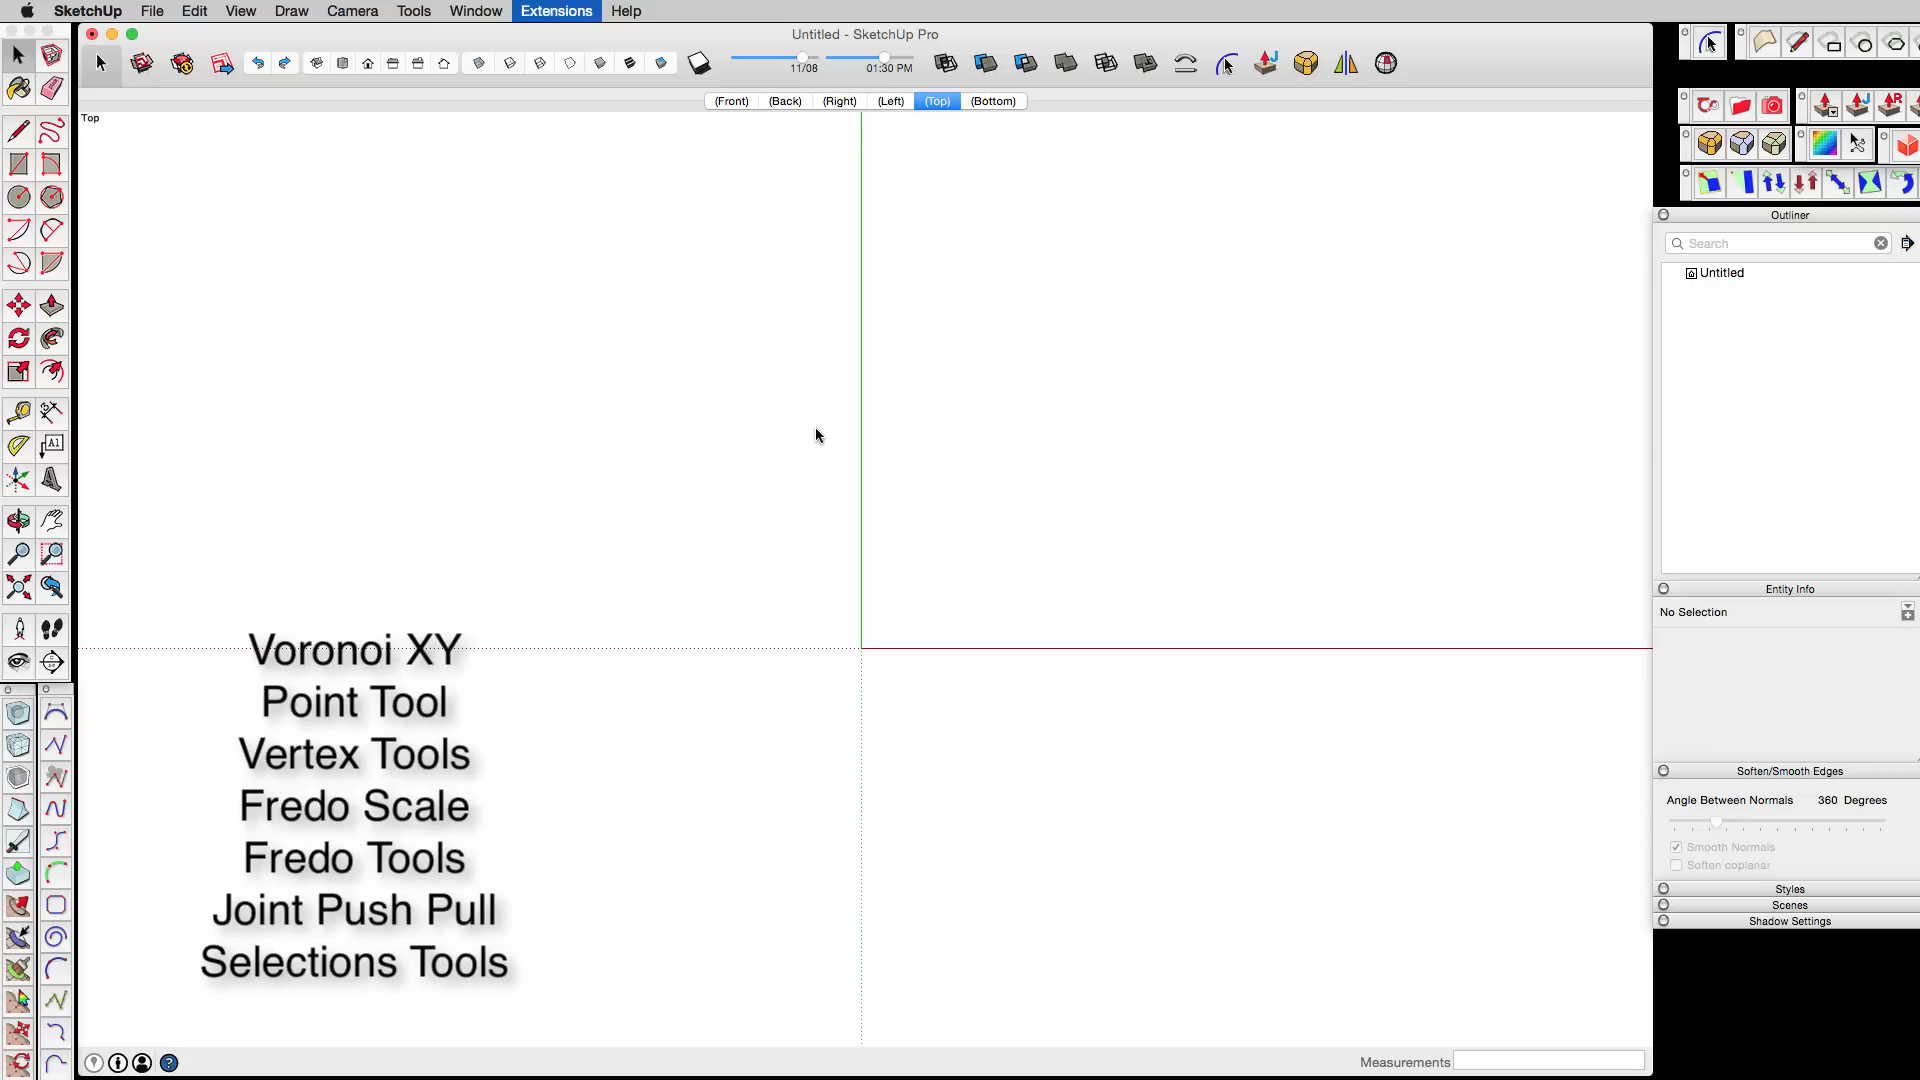 SketchUp File Edit View Draw Camera Tools Window Extensions Help
Untitled - SketchUp Pro
11/08 01:30 PM
(Front) (Back) (Right) (Left) (Top) (Bottom)
Top
A1
Outliner
Search
Untitled
Entity Info
No Selection
Voronoi XY
Point Tool
Vertex Tools
Fredo Scale
Fredo Tools
Joint Push Pull
Selections Tools
Soften/Smooth Edges
Angle Between Normals 360 Degrees
Smooth Normals
Soften coplanar
Styles
Scenes
Shadow Settings
Measurements